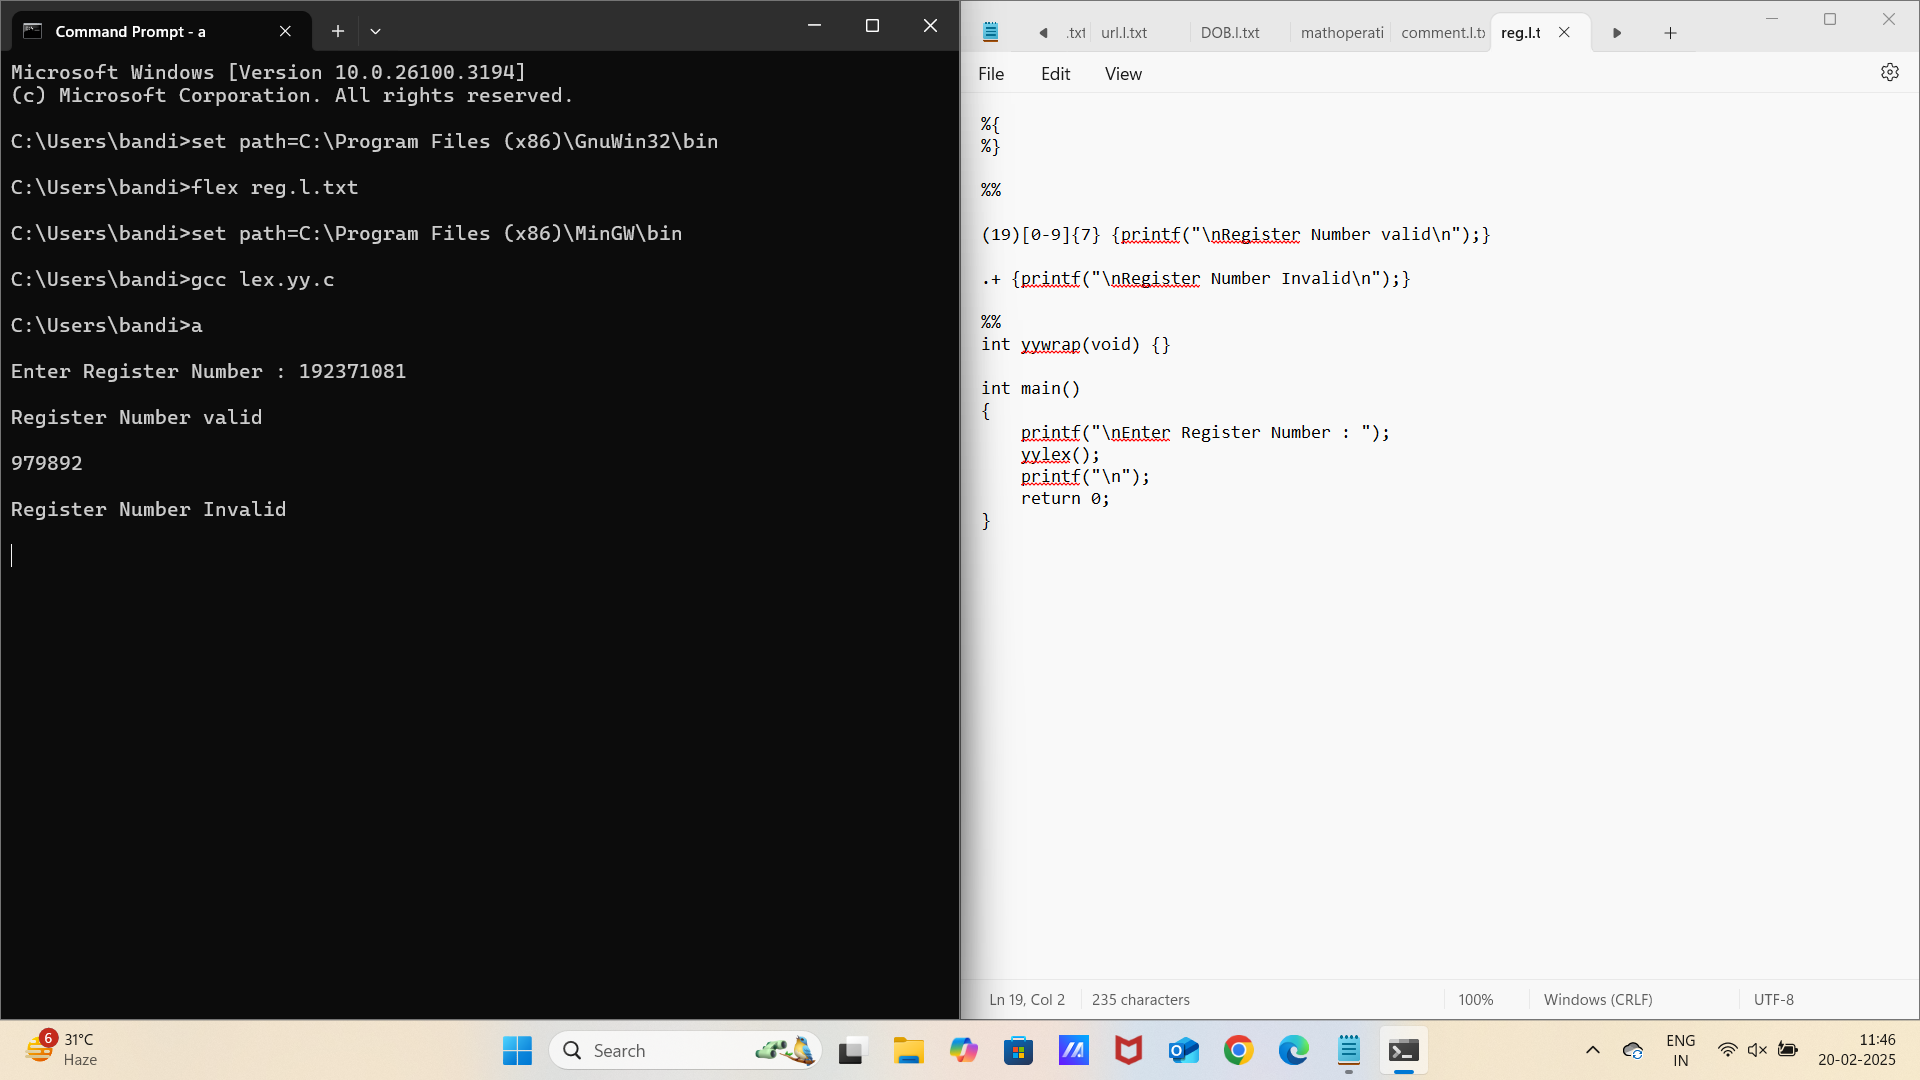 Command Prompt - a
Microsoft Windows [Version 10.0.26100.3194]
(c) Microsoft Corporation. All rights reserved.
C:\Users\bandi>set path=C:\Program Files (x86)\GnuWin32\bin
C:\Users\bandi>flex reg.l.txt
C:\Users\bandi>set path=C:\Program Files (x86)\MinGW\bin
C:\Users\bandi>gcc lex.yy.c
C:\Users\bandi>a
Enter Register Number : 192371081
Register Number valid
979892
Register Number Invalid
.txt url.l.txt DOB.l.txt mathoperati comment.l.tx reg.l.t
File Edit View
%{
%}
%%
(19)[0-9]{7} {printf("\nRegister Number valid\n");}
.+ {printf("\nRegister Number Invalid\n");}
%%
int yywrap(void) {}
int main()
{
    printf("\nEnter Register Number : ");
    yylex();
    printf("\n");
    return 0;
}
Ln 19, Col 2 235 characters 100% Windows (CRLF) UTF-8
6 31°C
Haze
Search
ENG
IN
11:46
20-02-2025